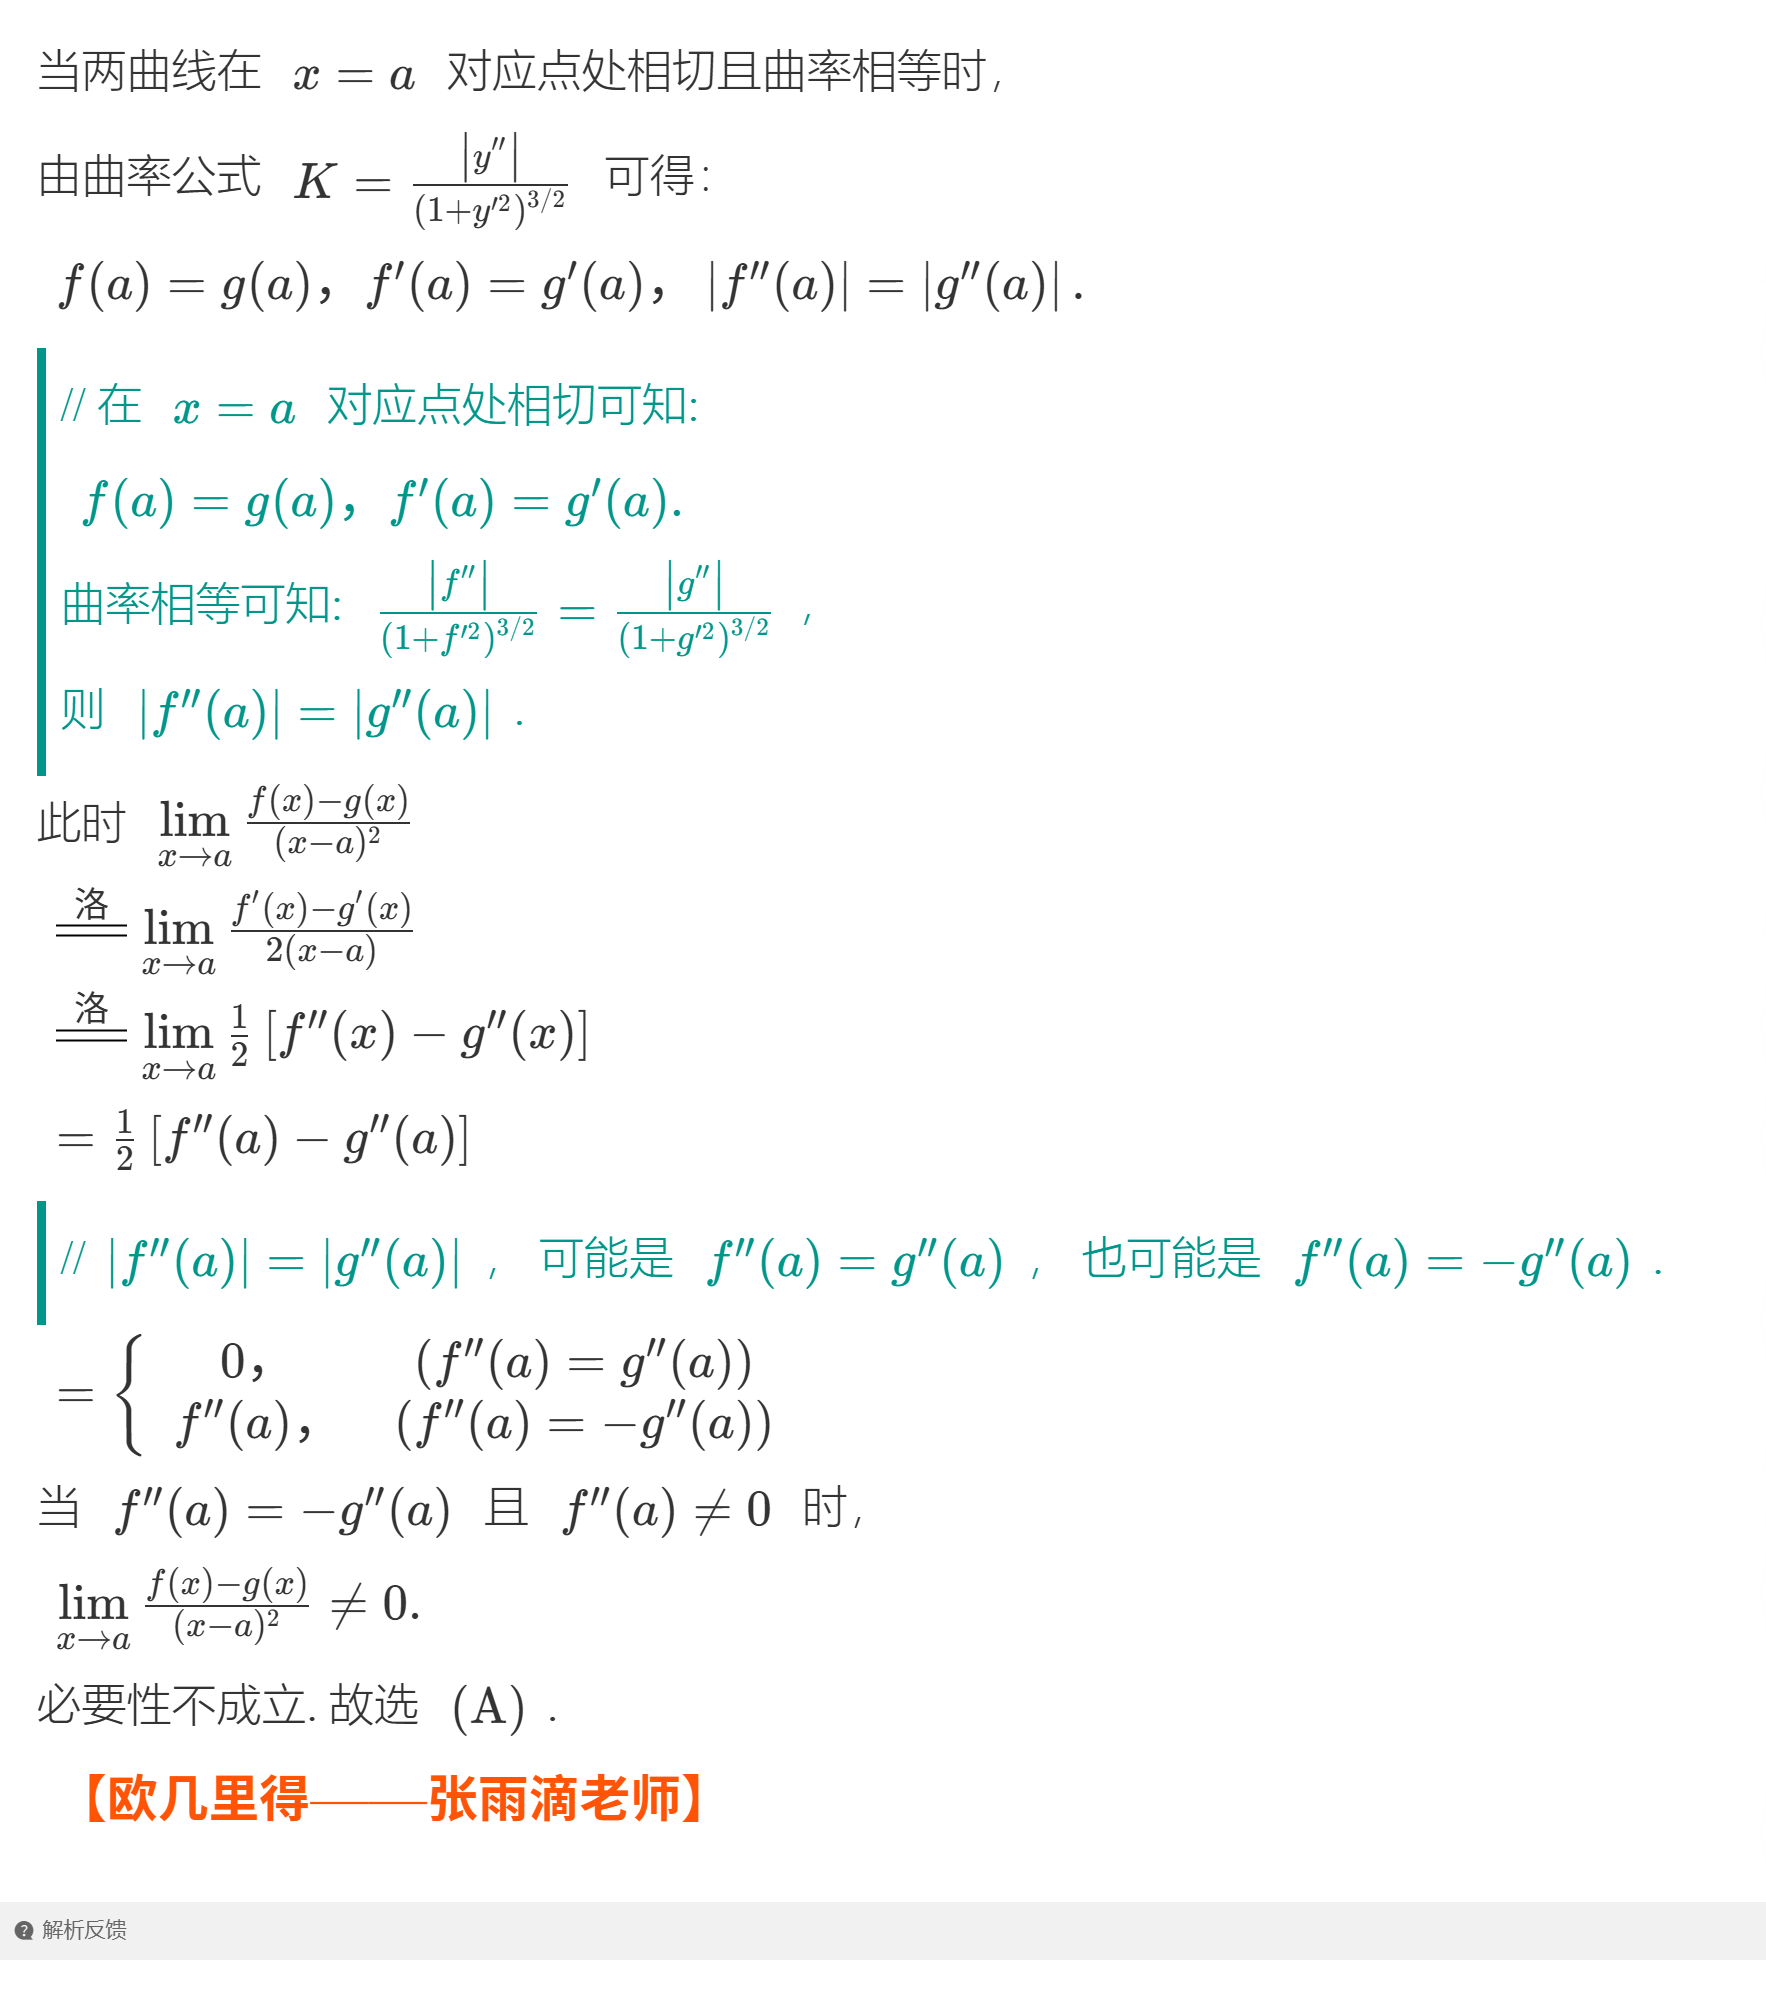 当两曲线在 x = a 对应点处相切且曲率相等时,
由曲率公式 K = |y″| / (1+y′²)^{3/2} 可得:
f(a) = g(a), f′(a) = g′(a), |f″(a)| = |g″(a)|.
// 在 x = a 对应点处相切可知:
f(a) = g(a), f′(a) = g′(a).
曲率相等可知: |f″| / (1+f′²)^{3/2} = |g″| / (1+g′²)^{3/2} ,
则 |f″(a)| = |g″(a)| .
此时 lim_{x→a} (f(x)−g(x)) / (x−a)²
洛 == lim_{x→a} (f′(x)−g′(x)) / 2(x−a)
洛 == lim_{x→a} 1/2 [f″(x) − g″(x)]
= 1/2 [f″(a) − g″(a)]
// |f″(a)| = |g″(a)| , 可能是 f″(a) = g″(a) , 也可能是 f″(a) = −g″(a) .
= { 0, (f″(a) = g″(a))
f″(a), (f″(a) = −g″(a))
当 f″(a) = −g″(a) 且 f″(a) ≠ 0 时,
lim_{x→a} (f(x)−g(x)) / (x−a)² ≠ 0.
必要性不成立. 故选 (A) .
【欧几里得——张雨滴老师】
? 解析反馈